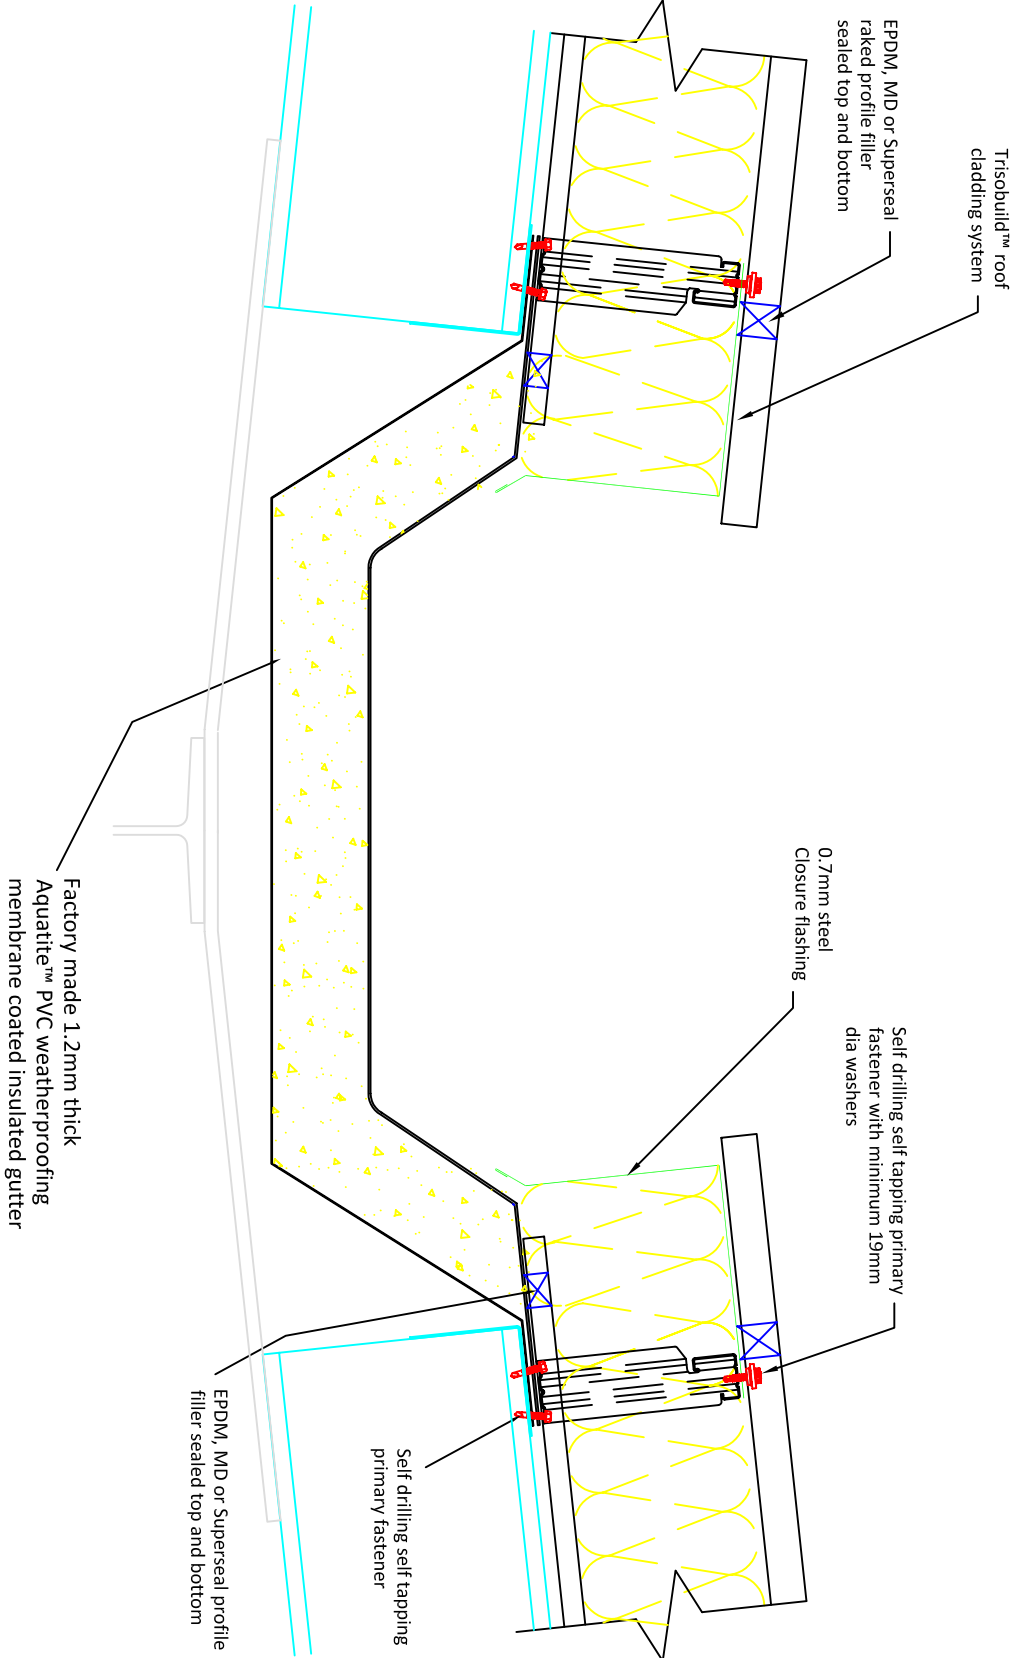 Trisobuild™ roof
cladding system
EPDM, MD or Superseal
raked profile filler
sealed top and bottom
0.7mm steel
Closure flashing
Self drilling self tapping primary
fastener with minimum 19mm
dia washers
Self drilling self tapping
primary fastener
EPDM, MD or Superseal profile
filler sealed top and bottom
Factory made 1.2mm thick
Aquatite™ PVC weatherproofing
membrane coated insulated gutter